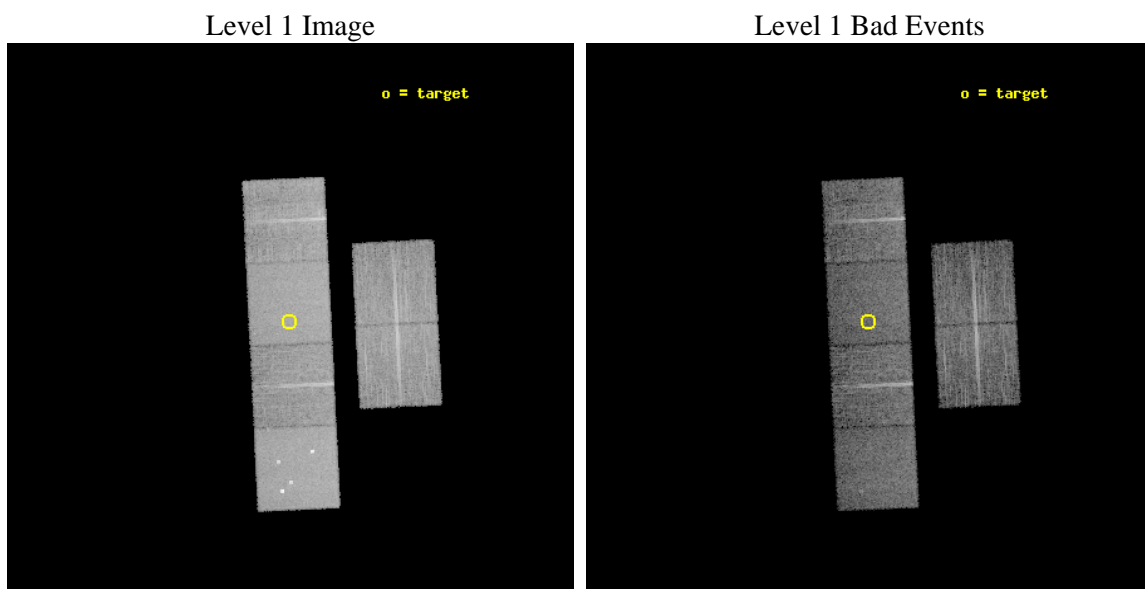 Level 1 Image
Level 1 Bad Events
o = target
o = target